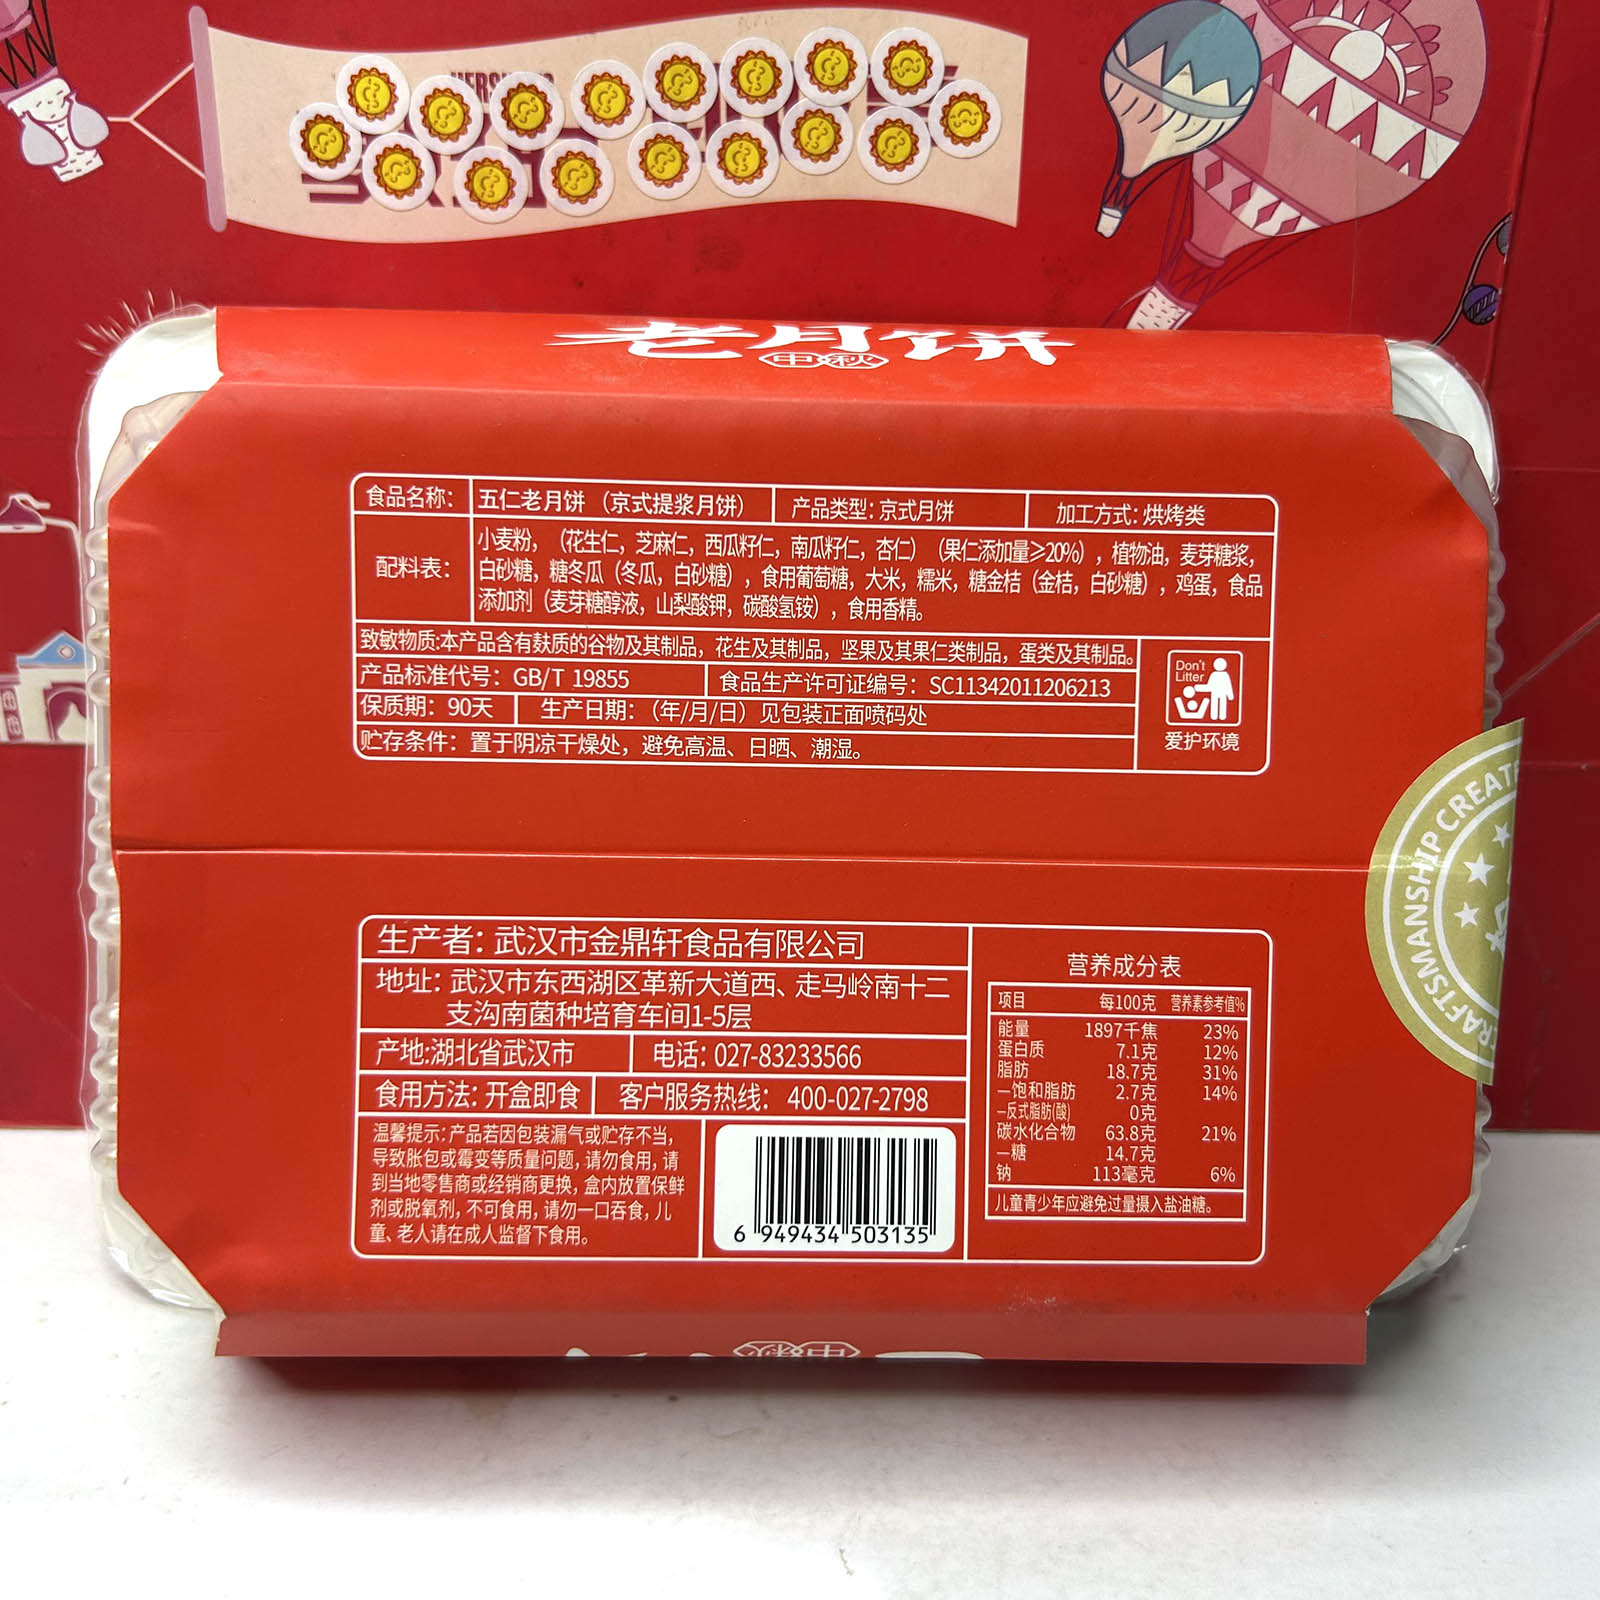 老月饼
中秋
食品名称： 五仁老月饼（京式提浆月饼） 产品类型：京式月饼 加工方式：烘烤类
配料表： 小麦粉，（花生仁，芝麻仁，西瓜籽仁，南瓜籽仁，杏仁）（果仁添加量≥20%），植物油，麦芽糖浆，
白砂糖，糖冬瓜（冬瓜，白砂糖），食用葡萄糖，大米，糯米，糖金桔（金桔，白砂糖），鸡蛋，食品
添加剂（麦芽糖醇液，山梨酸钾，碳酸氢铵），食用香精。
致敏物质：本产品含有麸质的谷物及其制品，花生及其制品，坚果及其果仁类制品，蛋类及其制品。
产品标准代号：GB/T 19855 食品生产许可证编号：SC11342011206213
保质期：90天 生产日期：（年/月/日）见包装正面喷码处
贮存条件：置于阴凉干燥处，避免高温、日晒、潮湿。
Don't
Litter
爱护环境
CRAFTSMANSHIP CREAT
生产者：武汉市金鼎轩食品有限公司
地址：武汉市东西湖区革新大道西、走马岭南十二
支沟南菌种培育车间1-5层
产地：湖北省武汉市 电话：027-83233566
食用方法：开盒即食 客户服务热线：400-027-2798
温馨提示：产品若因包装漏气或贮存不当，
导致胀包或霉变等质量问题，请勿食用，请
到当地零售商或经销商更换，盒内放置保鲜
剂或脱氧剂，不可食用，请勿一口吞食，儿
童、老人请在成人监督下食用。
6 949434 503135
营养成分表
项目 每100克 营养素参考值%
能量 1897千焦 23%
蛋白质 7.1克 12%
脂肪 18.7克 31%
—饱和脂肪 2.7克 14%
—反式脂肪(酸) 0克
碳水化合物 63.8克 21%
—糖 14.7克
钠 113毫克 6%
儿童青少年应避免过量摄入盐油糖。
中秋